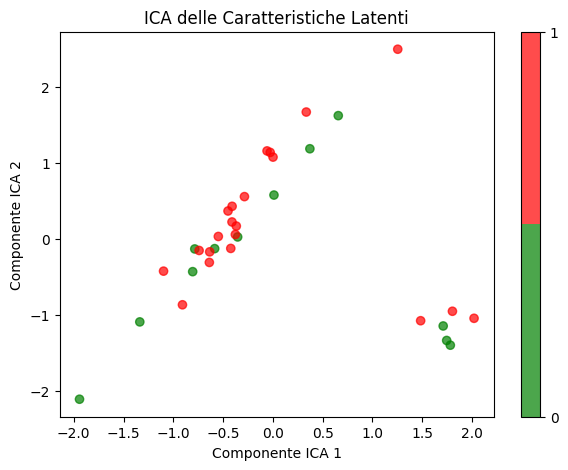 ICA delle Caratteristiche Latenti
Componente ICA 2
2
1
0
−1
−2
−2.0 −1.5 −1.0 −0.5 0.0 0.5 1.0 1.5 2.0
Componente ICA 1
1
0